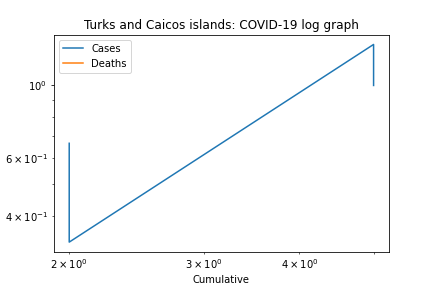 Turks and Caicos islands: COVID-19 log graph
Cases
Deaths
10⁰
6 × 10⁻¹
4 × 10⁻¹
2 × 10⁰
3 × 10⁰
4 × 10⁰
Cumulative